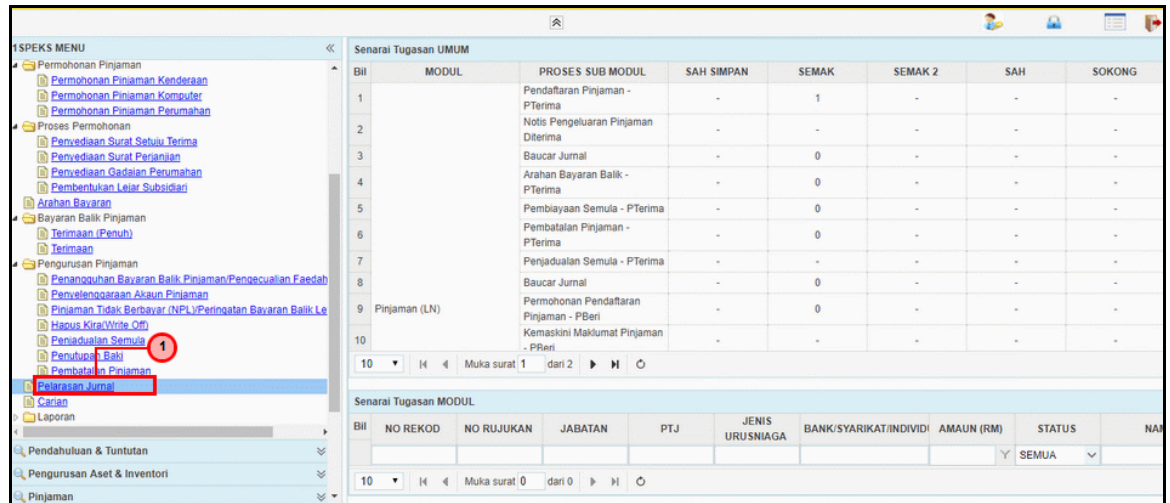 1SPEKS MENU
Permohonan Pinjaman
Permohonan Pinjaman Kenderaan
Permohonan Pinjaman Komputer
Permohonan Pinjaman Perumahan
Proses Permohonan
Penyediaan Surat Setuju Terima
Penyediaan Surat Perjanjian
Penyediaan Gadaian Perumahan
Pembentukan Lejar Subsidiari
Arahan Bayaran
Bayaran Balik Pinjaman
Terimaan (Penuh)
Terimaan
Pengurusan Pinjaman
Penangguhan Bayaran Balik Pinjaman/Pengecualian Faedah
Penyelenggaraan Akaun Pinjaman
Pinjaman Tidak Berbayar (NPL)/Peringatan Bayaran Balik Le
Hapus Kira(Write Off)
Penjadualan Semula
1
Penutupan Baki
Pembatalan Pinjaman
Pelarasan Jurnal
Carian
Laporan
Pendahuluan & Tuntutan
Pengurusan Aset & Inventori
Pinjaman
Senarai Tugasan UMUM
Bil MODUL PROSES SUB MODUL SAH SIMPAN SEMAK SEMAK 2 SAH SOKONG
1 Pendaftaran Pinjaman - PTerima - 1 - - -
2 Notis Pengeluaran Pinjaman Diterima - - - - -
3 Baucar Jurnal - 0 - - -
4 Arahan Bayaran Balik - PTerima - 0 - - -
5 Pembiayaan Semula - PTerima - 0 - - -
6 Pembatalan Pinjaman - PTerima - 0 - - -
7 Penjadualan Semula - PTerima - - - - -
8 Baucar Jurnal - 0 - - -
9 Pinjaman (LN) Permohonan Pendaftaran Pinjaman - PBeri - 0 - - -
10 Kemaskini Maklumat Pinjaman - PBeri - - - - -
10 Muka surat 1 dari 2
Senarai Tugasan MODUL
Bil NO REKOD NO RUJUKAN JABATAN PTJ JENIS URUSNIAGA BANK/SYARIKAT/INDIVIDU AMAUN (RM) STATUS NAM
SEMUA
10 Muka surat 0 dari 0